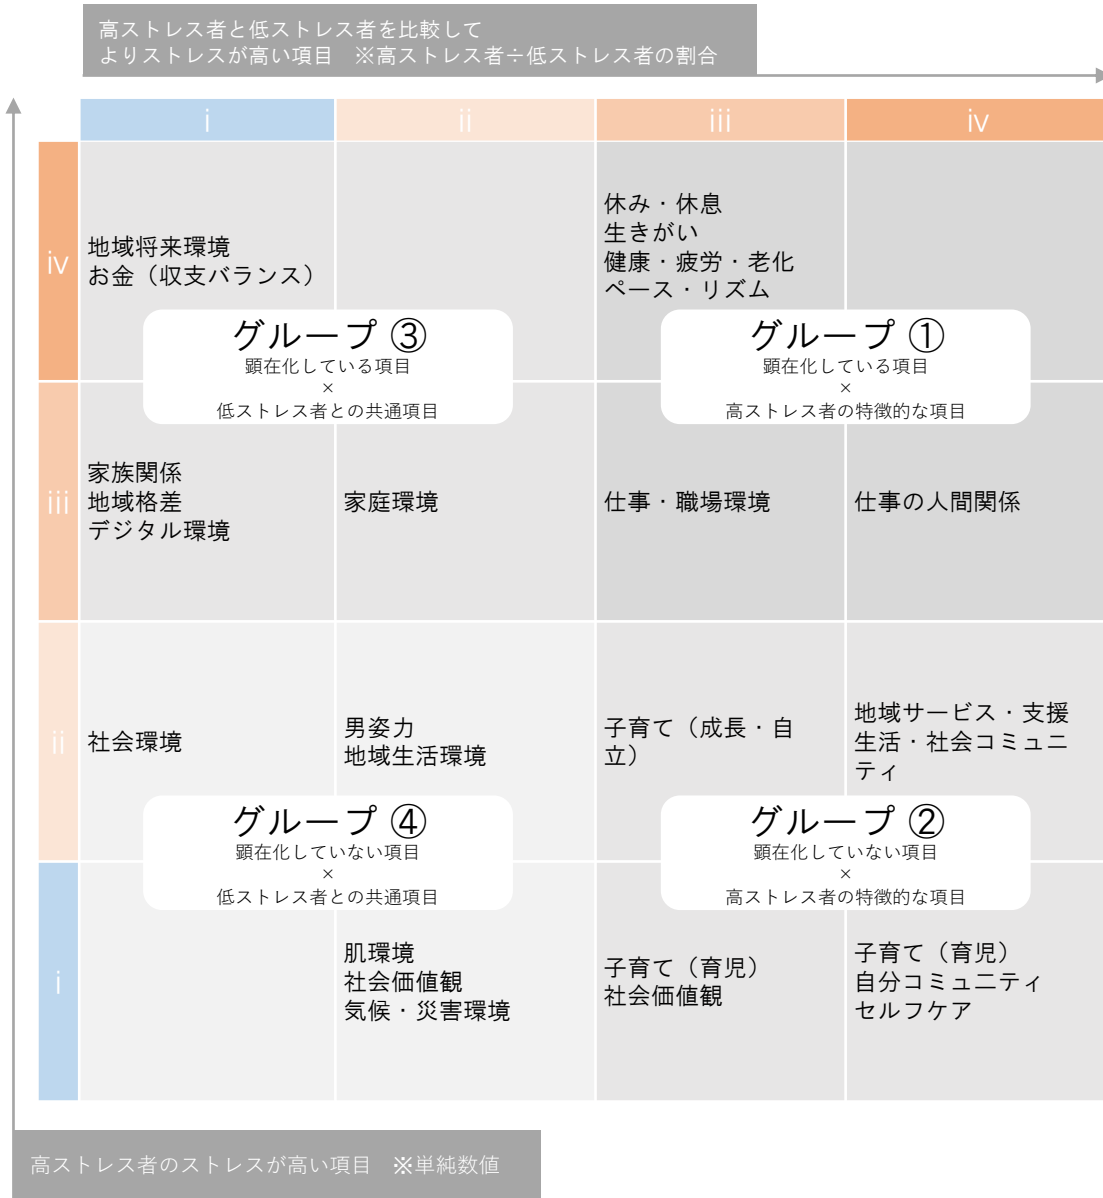 高ストレス者と低ストレス者を比較して
よりストレスが高い項目　※高ストレス者÷低ストレス者の割合
i
ii
iii
iv
iv
地域将来環境
お金（収支バランス）
休み・休息
生きがい
健康・疲労・老化
ペース・リズム
グループ ③
顕在化している項目
×
低ストレス者との共通項目
グループ ①
顕在化している項目
×
高ストレス者の特徴的な項目
iii
家族関係
地域格差
デジタル環境
家庭環境
仕事・職場環境
仕事の人間関係
ii
社会環境
男姿力
地域生活環境
子育て（成長・自
立）
地域サービス・支援
生活・社会コミュニ
ティ
グループ ④
顕在化していない項目
×
低ストレス者との共通項目
グループ ②
顕在化していない項目
×
高ストレス者の特徴的な項目
i
肌環境
社会価値観
気候・災害環境
子育て（育児）
社会価値観
子育て（育児）
自分コミュニティ
セルフケア
高ストレス者のストレスが高い項目　※単純数値